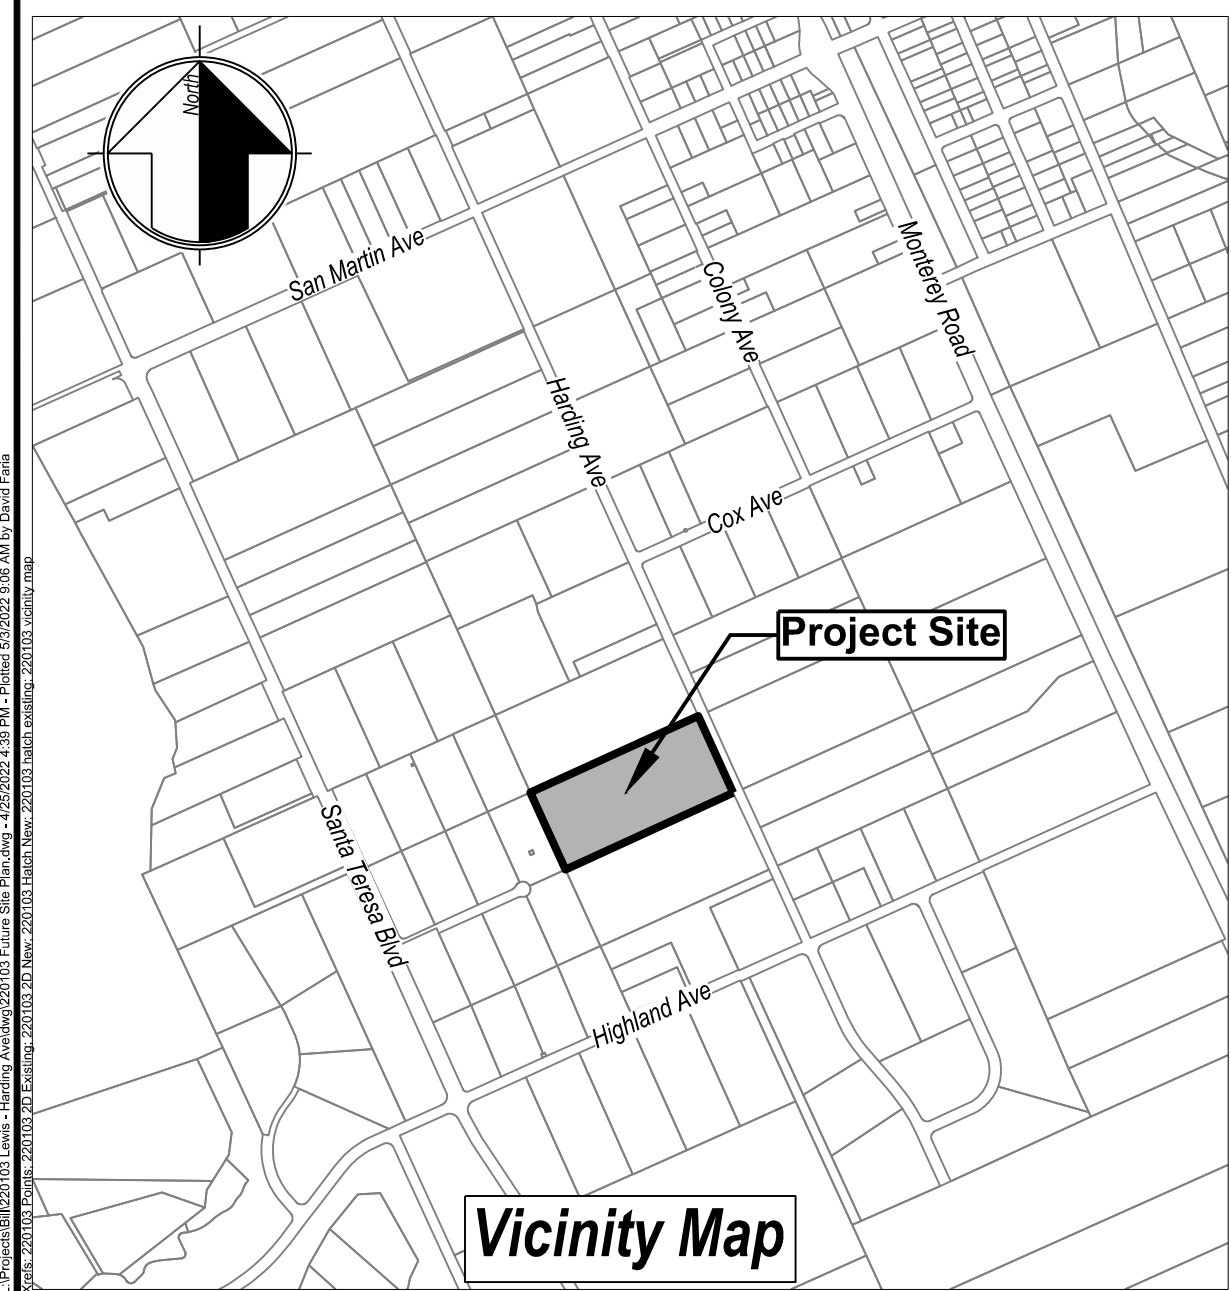 North
San Martin Ave
Monterey Road
Colony Ave
Harding Ave
Cox Ave
Project Site
Santa Teresa Blvd
Highland Ave
Vicinity Map
L:\Projects\Bill\220103 Lewis - Harding Ave\dwg\220103 Future Site Plan.dwg - 4/25/2022 4:39 PM - Plotted 5/3/2022 9:06 AM by David Faria
Xrefs: 220103 Points: 220103 2D Existing: 220103 2D New: 220103 Hatch New: 220103 hatch existing: 220103 vicinity map